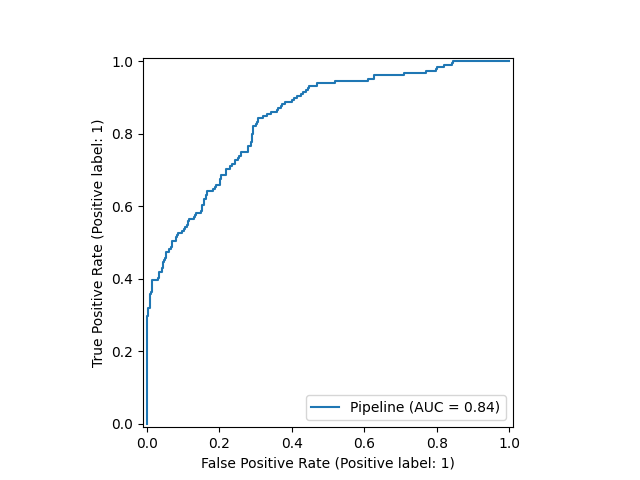 1.0
0.8
0.6
0.4
0.2
0.0
True Positive Rate (Positive label: 1)
Pipeline (AUC = 0.84)
0.0 0.2 0.4 0.6 0.8 1.0
False Positive Rate (Positive label: 1)